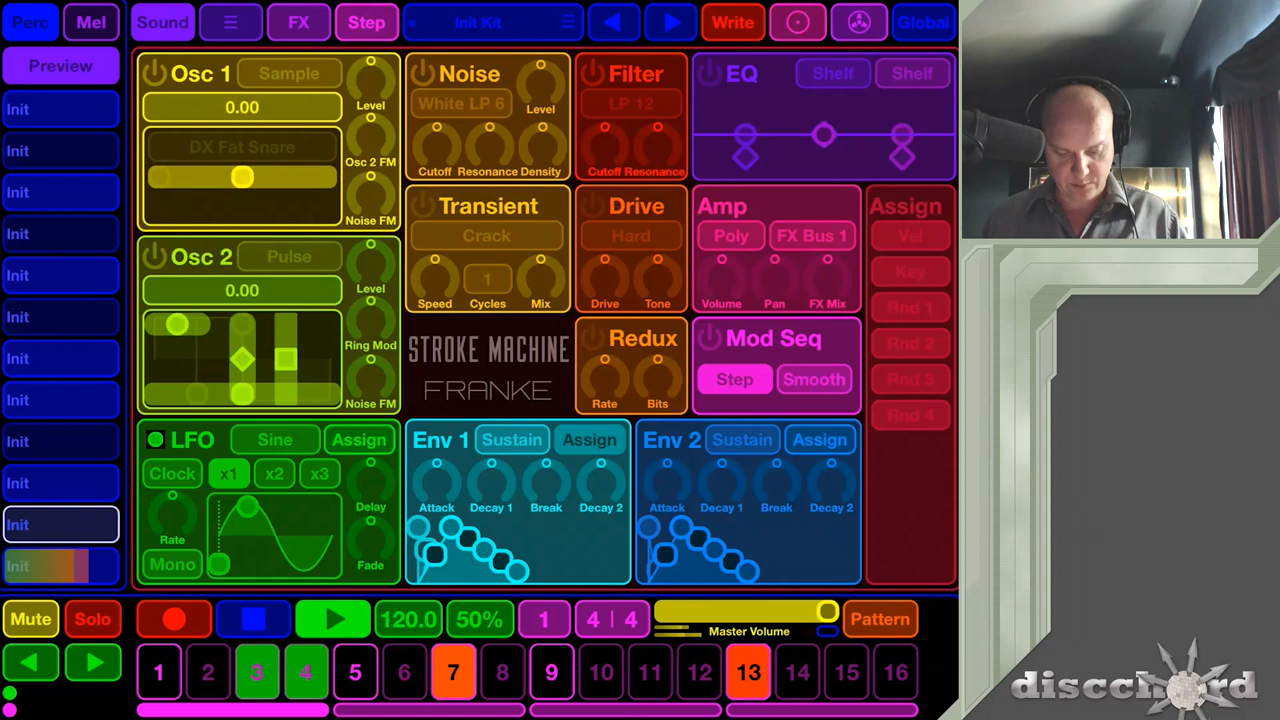 Perc Mel Sound FX Step Init Kit Write Global
Preview
Init
Init
Init
Init
Init
Init
Init
Init
Init
Init
Init
Init
Osc 1 Sample
0.00
DX Fat Snare
Level
Osc 2 FM
Noise FM
Noise
White LP 6
Level
Cutoff Resonance Density
Filter
LP 12
Cutoff Resonance
EQ Shelf Shelf
Transient
Crack
1
Speed Cycles Mix
Drive
Hard
Drive Tone
Amp
Poly FX Bus 1
Volume Pan FX Mix
Assign
Vel
Key
Rnd 1
Rnd 2
Rnd 3
Rnd 4
Osc 2 Pulse
0.00
Level
Ring Mod
Noise FM
STROKE MACHINE
FRANKE
Redux
Rate Bits
Mod Seq
Step Smooth
LFO Sine Assign
Clock x1 x2 x3
Rate
Mono
Delay
Fade
Env 1 Sustain Assign
Attack Decay 1 Break Decay 2
Env 2 Sustain Assign
Attack Decay 1 Break Decay 2
Mute Solo 120.0 50% 1 4 | 4
Master Volume
Pattern
1 2 3 4 5 6 7 8 9 10 11 12 13 14 15 16
discchord